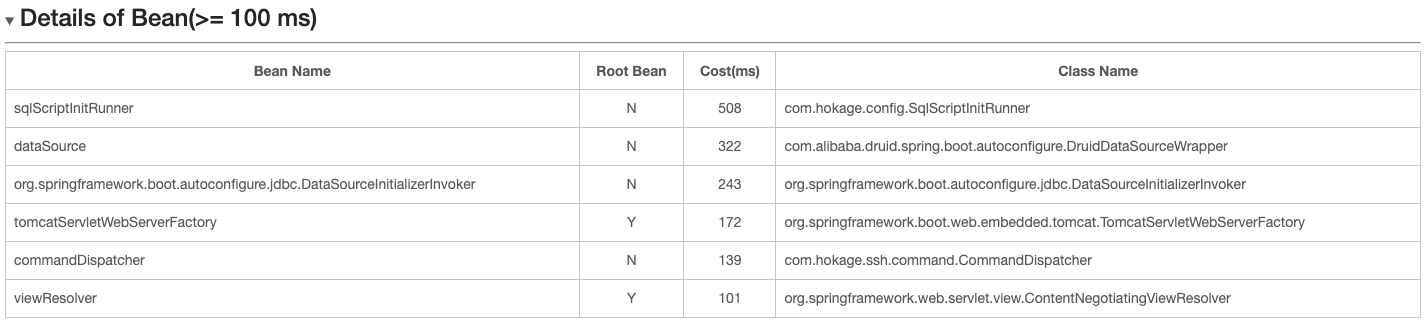 Details of Bean(>= 100 ms)
Bean Name Root Bean Cost(ms) Class Name
sqlScriptInitRunner N 508 com.hokage.config.SqlScriptInitRunner
dataSource N 322 com.alibaba.druid.spring.boot.autoconfigure.DruidDataSourceWrapper
org.springframework.boot.autoconfigure.jdbc.DataSourceInitializerInvoker N 243 org.springframework.boot.autoconfigure.jdbc.DataSourceInitializerInvoker
tomcatServletWebServerFactory Y 172 org.springframework.boot.web.embedded.tomcat.TomcatServletWebServerFactory
commandDispatcher N 139 com.hokage.ssh.command.CommandDispatcher
viewResolver Y 101 org.springframework.web.servlet.view.ContentNegotiatingViewResolver